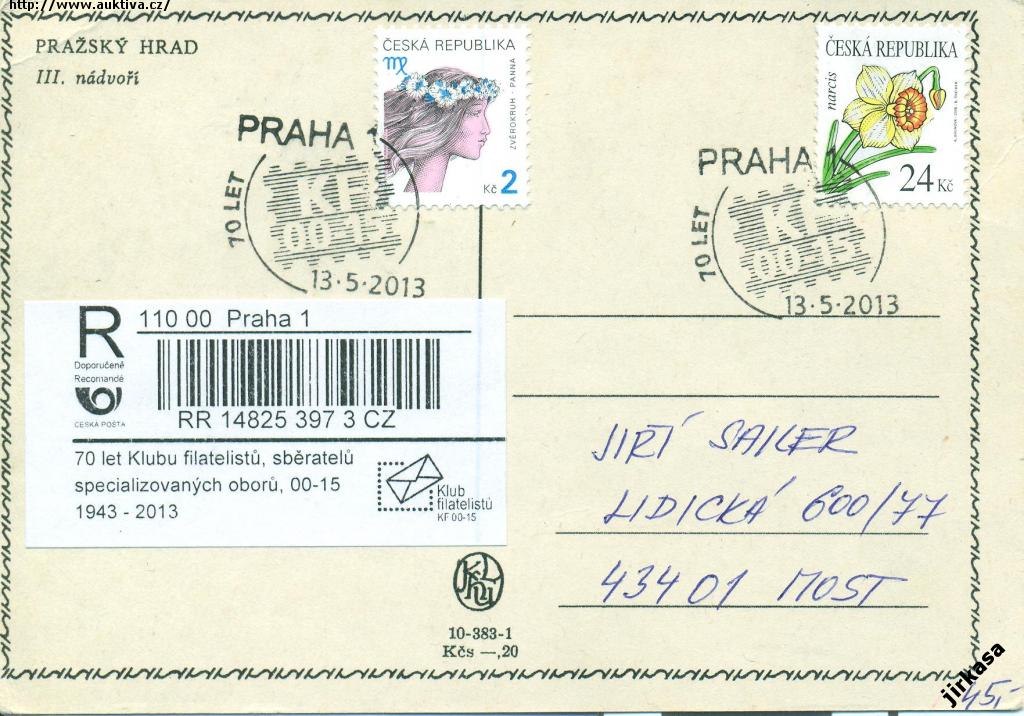 http://www.auktiva.cz/
PRAŽSKÝ HRAD
III. nádvoří
ČESKÁ REPUBLIKA
ZVĚROKRUH - PANNA
Kč 2
ČESKÁ REPUBLIKA
narcis
24 Kč
PRAHA 1
70 LET
KF
00-15
13·5·2013
PRAHA 1
70 LET
KF
00-15
13·5·2013
R
Doporučeně
Recomandé
ČESKÁ POŠTA
110 00 Praha 1
RR 14825 397 3 CZ
70 let Klubu filatelistů, sběratelů
specializovaných oborů, 00-15
1943 - 2013
Klub
filatelistů
KF 00-15
JIŘÍ SAILER
LIDICKÁ 600/77
434 01 MOST
10-383-1
Kčs —,20
jirkasa
45,-